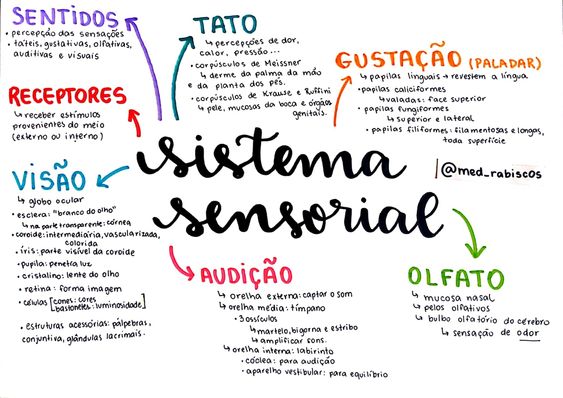 SENTIDOS
• percepção das sensações
• táteis, gustativas, olfativas,
auditivas e visuais
TATO
↳ percepções de dor,
calor, pressão...
• corpúsculos de Meissner
↳ derme da palma da mão
e da planta dos pés.
• corpúsculos de Krause e Ruffini
↳ pele, mucosas da boca e órgãos
genitais.
GUSTAÇÃO (PALADAR)
↳ papilas linguais → revestem a língua
• papilas caliciformes
↳ valadas: face superior
• papilas fungiformes
↳ superior e lateral
• papilas filiformes: filamentosas e longas,
toda superfície
RECEPTORES
↳ receber estímulos
provenientes do meio
(externo ou interno)
sistema
sensorial
|@med_rabiscos
VISÃO
↳ globo ocular
• esclera: "branco do olho"
↳ na parte transparente: córnea
• coroide: intermediária, vascularizada,
colorida
• íris: parte visível da coroide
• pupila: penetra luz
• cristalino: lente do olho
• retina: forma imagem
• células [cones: cores
bastonetes: luminosidade]
• estruturas acessórias: pálpebras,
conjuntiva, glândulas lacrimais.
AUDIÇÃO
↳ orelha externa: captar o som
↳ orelha média: tímpano
• 3 ossículos
↳ martelo, bigorna e estribo
↳ amplificar sons.
↳ orelha interna: labirinto
• cóclea: para audição
• aparelho vestibular: para equilíbrio
OLFATO
↳ mucosa nasal
↳ pelos olfativos
↳ bulbo olfatório do cérebro
↳ sensação de odor